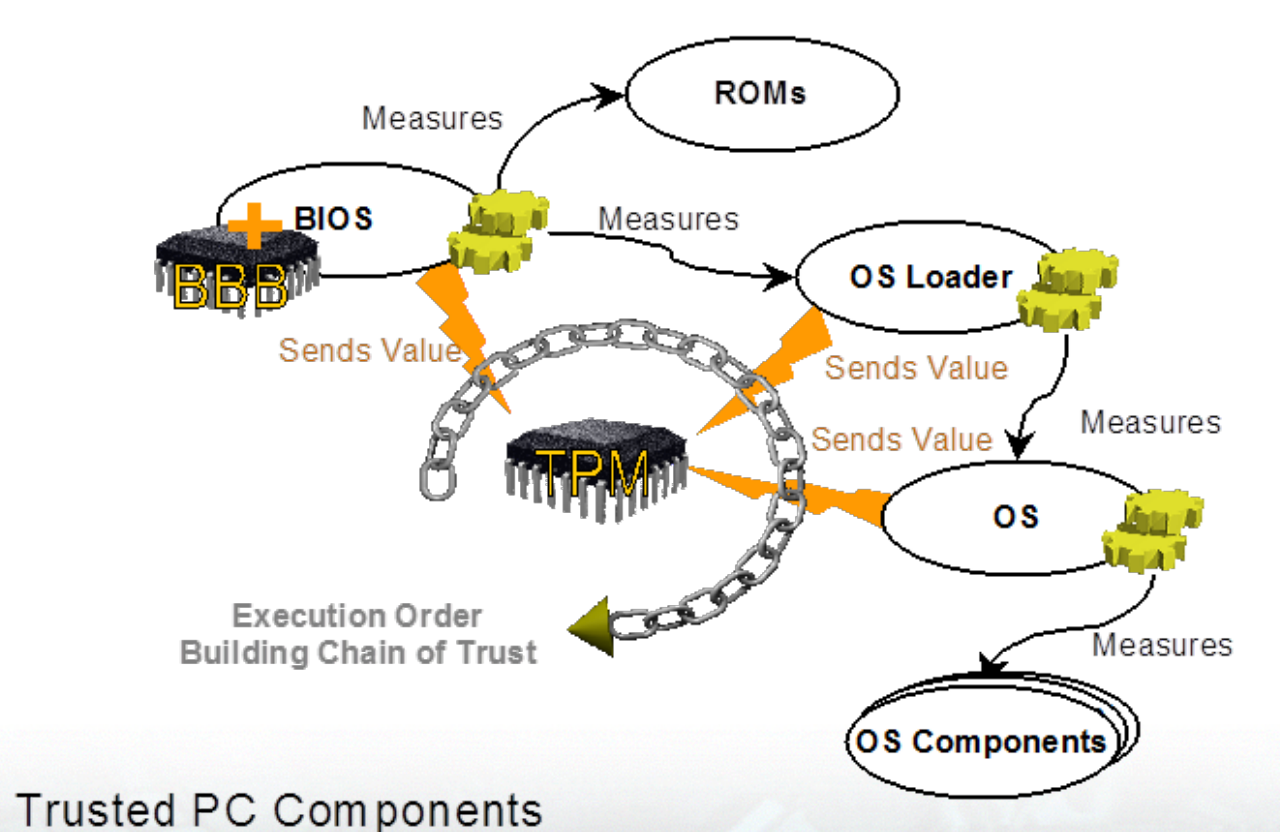 ROMs
Measures
BIOS
Measures
BBB
OS Loader
Sends Value
Sends Value
Measures
Sends Value
TPM
OS
Execution Order
Building Chain of Trust
Measures
OS Components
Trusted PC Components